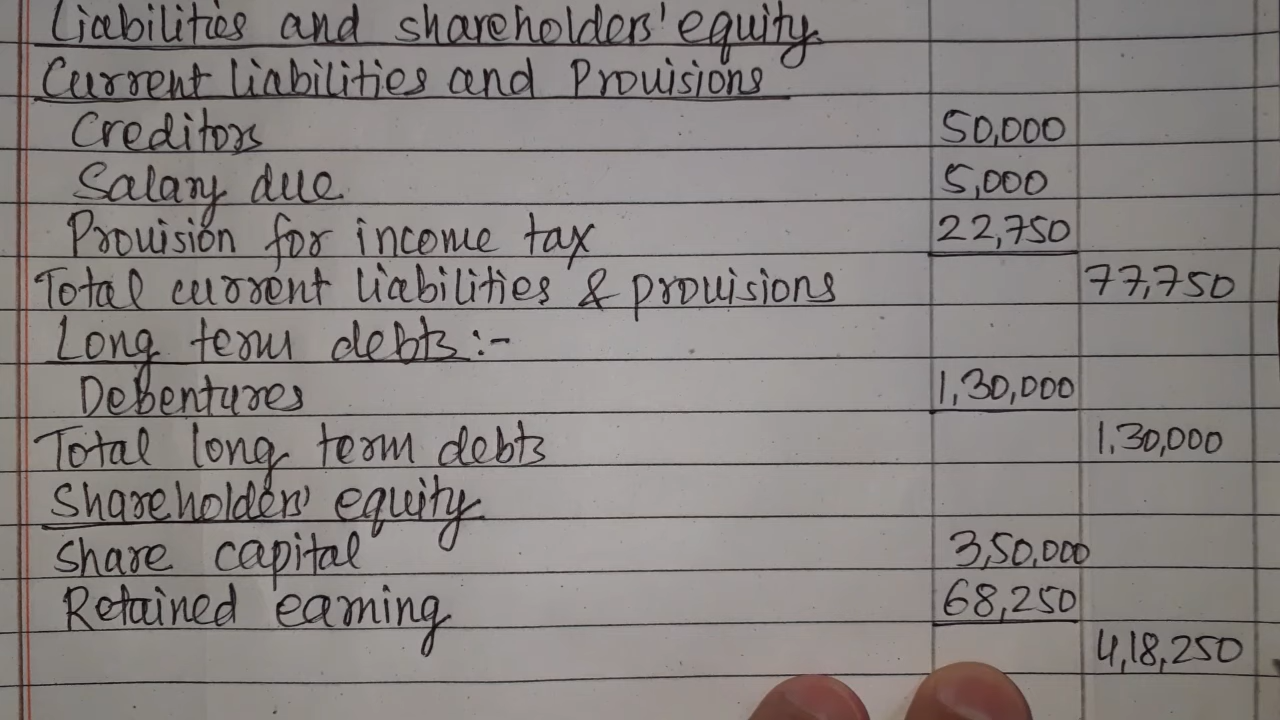 Liabilities and shareholders' equity
Current liabilities and Provisions
Creditors 50,000
Salary due 5,000
Provision for income tax 22,750
Total current liabilities & provisions 77,750
Long term debts:-
Debentures 1,30,000
Total long term debts 1,30,000
Shareholders' equity
Share capital 3,50,000
Retained earning 68,250
4,18,250